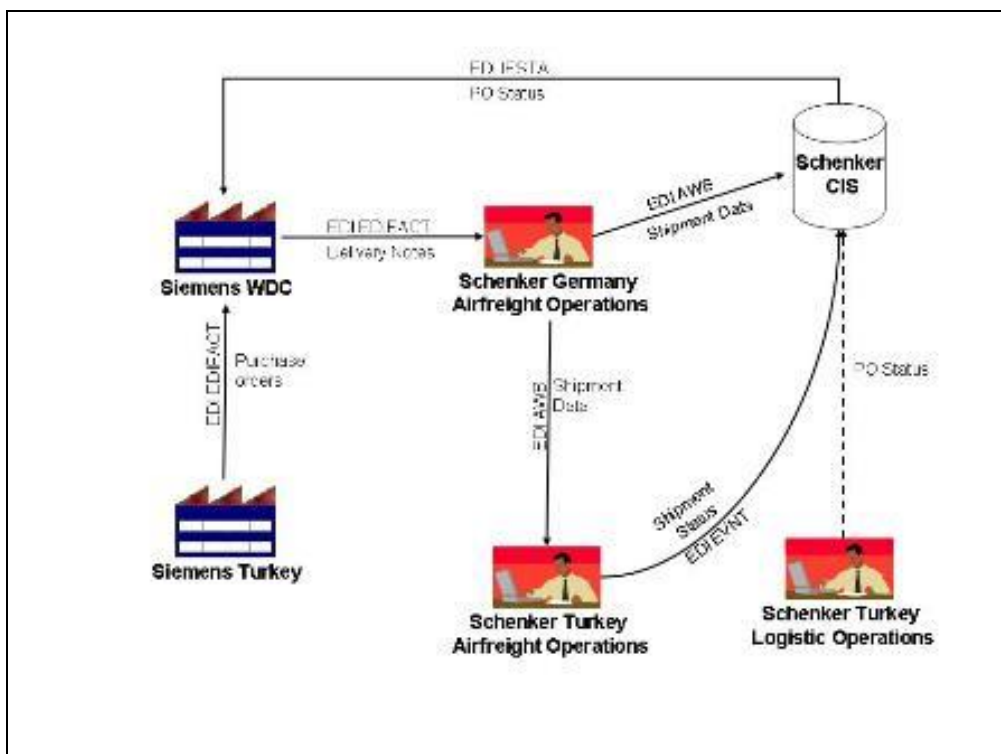 EDI IFSTA
PO Status
Schenker
CIS
EDI AWB
Shipment Data
EDI EDIFACT
Delivery Notes
Siemens WDC
Schenker Germany
Airfreight Operations
EDI EDIFACT
Purchase
orders
EDI AWB
Shipment
Data
PO Status
Shipment
Status
EDI EVNT
Siemens Turkey
Schenker Turkey
Airfreight Operations
Schenker Turkey
Logistic Operations